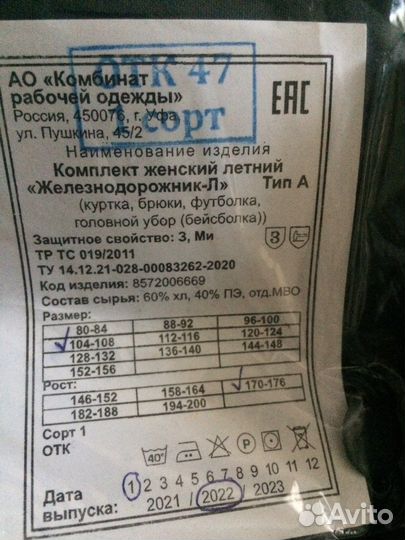 ОТК 47
1 сорт
АО «Комбинат
рабочей одежды»
Россия, 450076, г. Уфа,
ул. Пушкина, 45/2
ЕАС
Наименование изделия
Комплект женский летний
«Железнодорожник-Л» Тип А
(куртка, брюки, футболка,
головной убор (бейсболка))
Защитные свойство: З, Ми
З
ТР ТС 019/2011
ТУ 14.12.21-028-00083262-2020
Код изделия: 8572006669
Состав сырья: 60% хл, 40% ПЭ, отд.МВО
Размер:
80-84 88-92 96-100
104-108 112-116 120-124
128-132 136-140 144-148
152-156
Рост:
146-152 158-164 170-176
182-188 194-200
Сорт 1
ОТК
40° P
1 2 3 4 5 6 7 8 9 10 11 12
Дата
выпуска: 2021 / 2022 / 2023
Avito